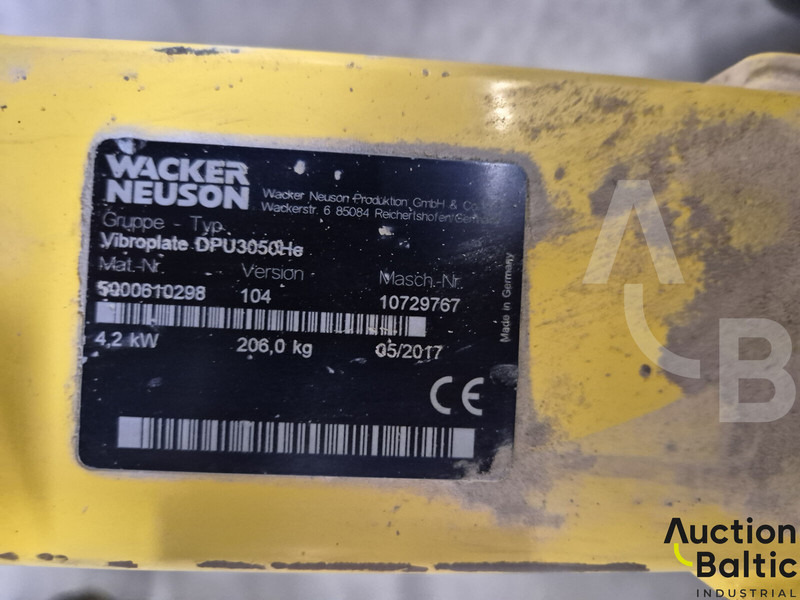 WACKER
NEUSON
Wacker Neuson Produktion GmbH & Co
Wackerstr. 6 85084 Reichertshofen/Germany
Gruppe - Typ
Vibroplate DPU3050He
Mat.-Nr. Version Masch.-Nr.
5000610298 104 10729767
4,2 kW 206,0 kg 05/2017
Made in Germany
CE
AB
Auction
Baltic
INDUSTRIAL